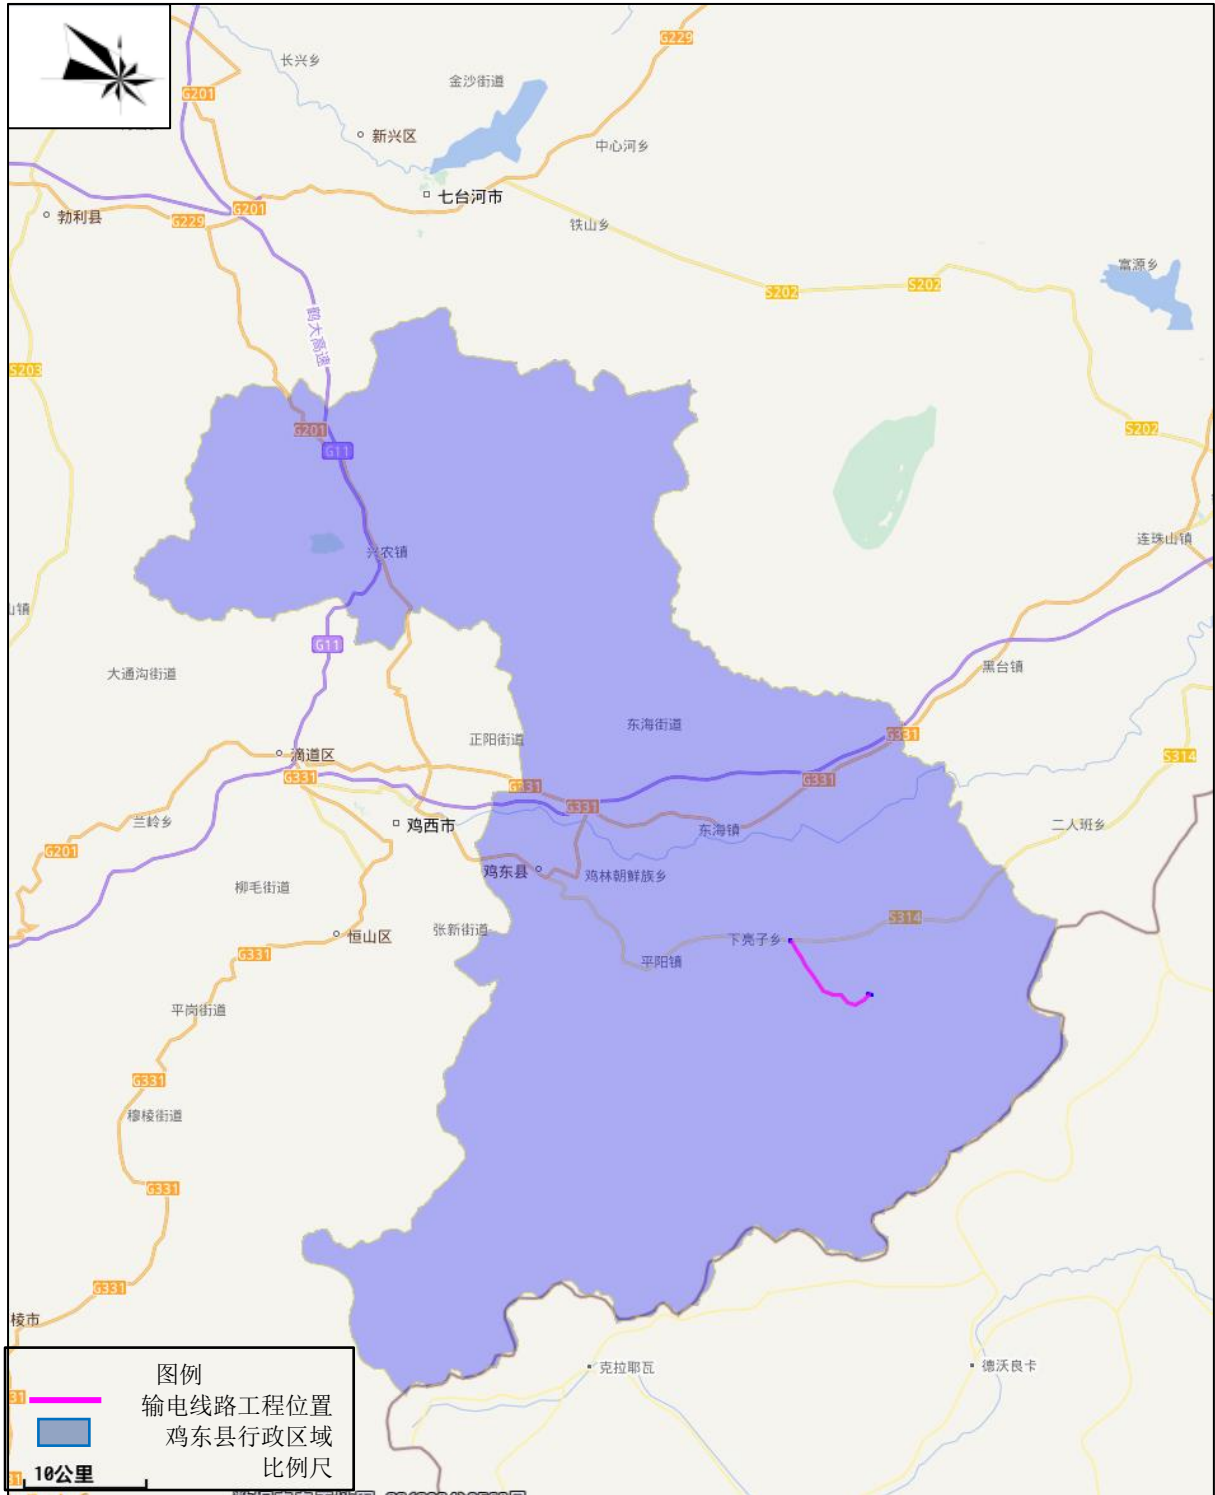 G229
长兴乡
金沙街道
G201
新兴区
中心河乡
七台河市
G201
勃利县
G229
铁山乡
富源乡
S202
S202
鹤大高速
S203
G201
S202
G11
连珠山镇
兴农镇
山镇
G11
黑台镇
大通沟街道
东海街道
正阳街道
G331
滴道区
S314
G331
G331
G331
G331
兰岭乡
鸡西市
东海镇
二人班乡
G201
鸡东县
鸡林朝鲜族乡
柳毛街道
S314
张新街道
恒山区
下亮子乡
G331
平阳镇
平岗街道
G331
穆棱街道
G331
G331
棱市
克拉耶瓦
德沃良卡
图例
31
输电线路工程位置
鸡东县行政区域
比例尺
10公里
31